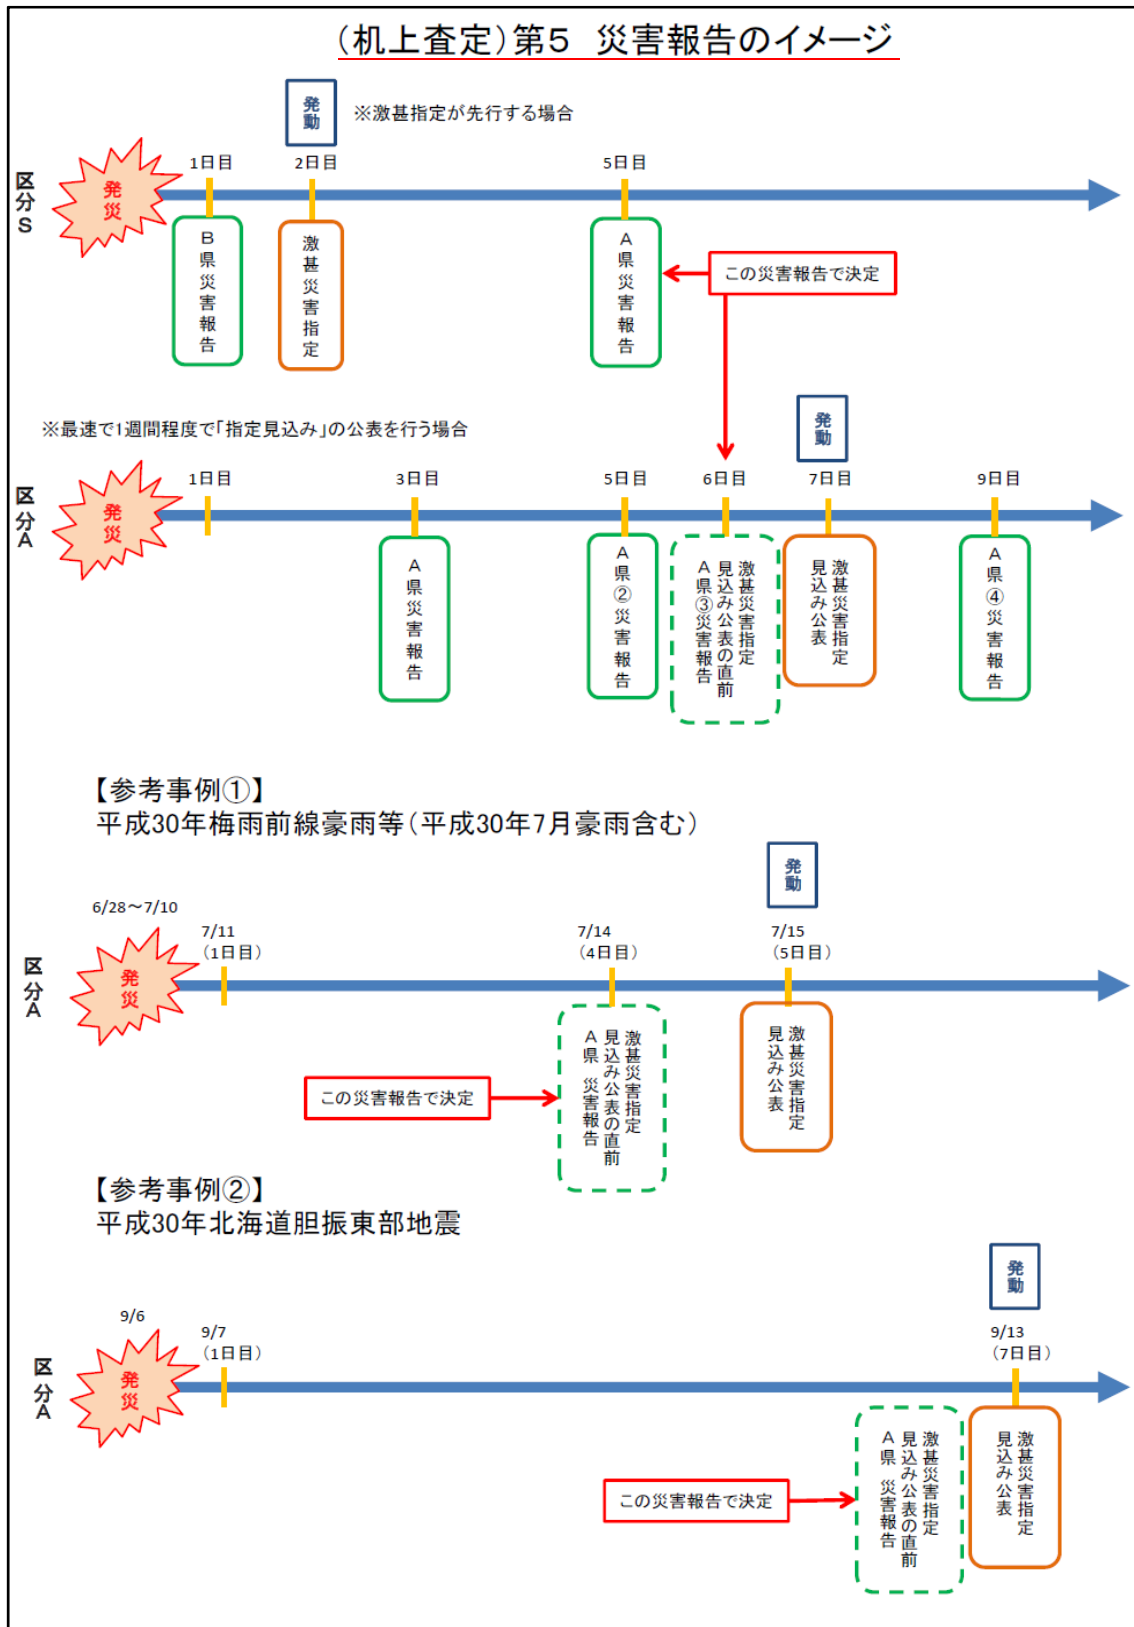 （机上査定）第５　災害報告のイメージ
発動
※激甚指定が先行する場合
区分Ｓ
発災
1日目
2日目
5日目
Ｂ県災害報告
激甚災害指定
Ａ県災害報告
この災害報告で決定
発動
※最速で1週間程度で「指定見込み」の公表を行う場合
区分Ａ
発災
1日目
3日目
5日目
6日目
7日目
9日目
Ａ県災害報告
Ａ県②災害報告
激甚災害指定
見込み公表の直前
Ａ県③災害報告
激甚災害指定
見込み公表
Ａ県④災害報告
【参考事例①】
平成30年梅雨前線豪雨等（平成30年７月豪雨含む）
発動
6/28～7/10
区分Ａ
発災
7/11
（1日目）
7/14
（4日目）
7/15
（5日目）
激甚災害指定
見込み公表の直前
Ａ県　災害報告
激甚災害指定
見込み公表
この災害報告で決定
【参考事例②】
平成30年北海道胆振東部地震
発動
9/6
区分Ａ
発災
9/7
（1日目）
9/13
（7日目）
激甚災害指定
見込み公表の直前
Ａ県　災害報告
激甚災害指定
見込み公表
この災害報告で決定